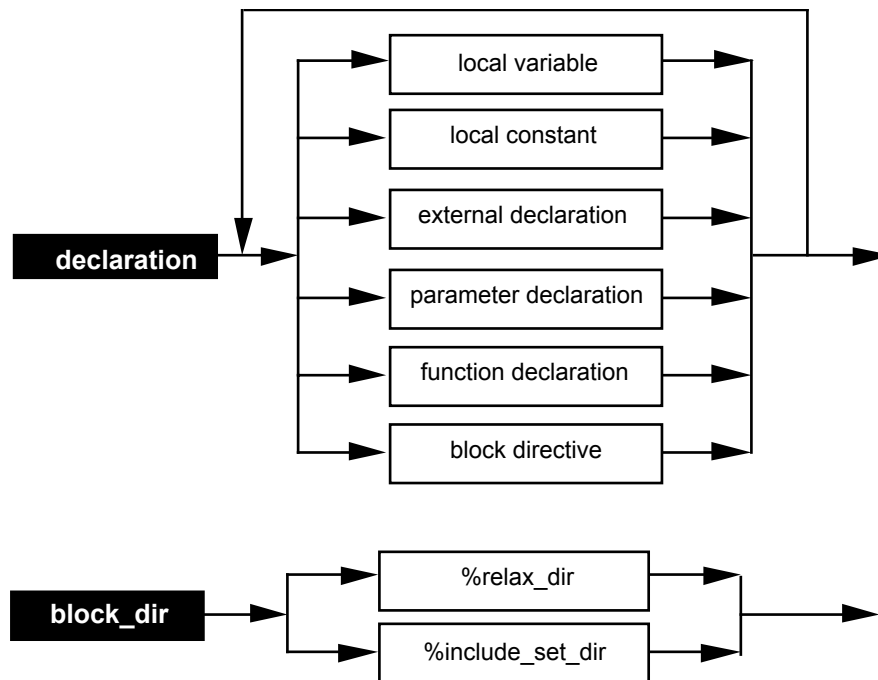 local variable
local constant
external declaration
declaration
parameter declaration
function declaration
block directive
%relax_dir
block_dir
%include_set_dir